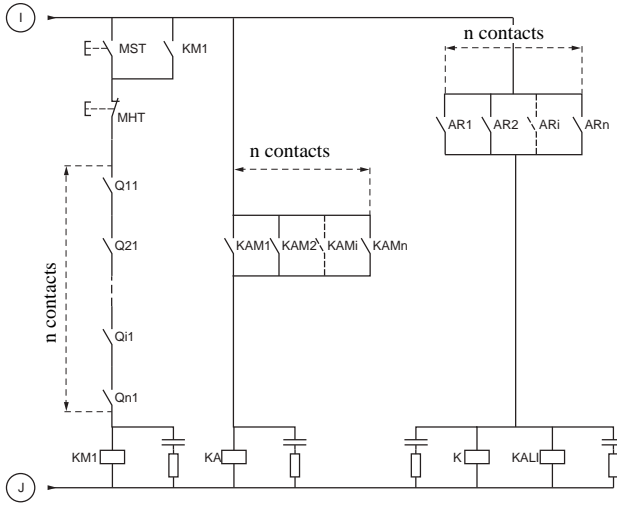 I
MST
KM1
MHT
n contacts
AR1
AR2
ARi
ARn
n contacts
Q11
KAM1
KAM2
KAMi
KAMn
Q21
n contacts
Qi1
Qn1
KM1
KA
K
KALI
J